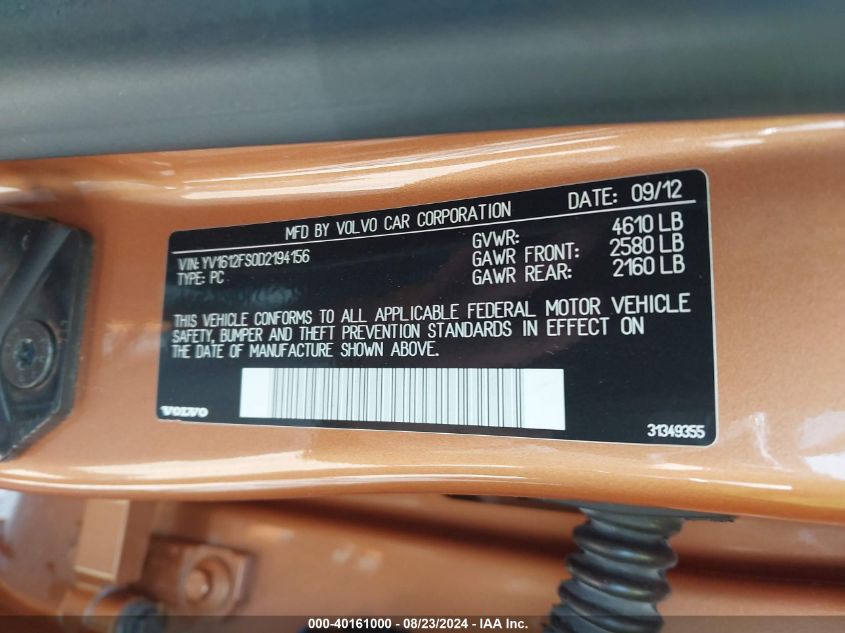 MFD BY VOLVO CAR CORPORATION DATE: 09/12
VIN: YV1612FS0D2194156
TYPE: PC
GVWR: 4610 LB
GAWR FRONT: 2580 LB
GAWR REAR: 2160 LB
THIS VEHICLE CONFORMS TO ALL APPLICABLE FEDERAL MOTOR VEHICLE
SAFETY, BUMPER AND THEFT PREVENTION STANDARDS IN EFFECT ON
THE DATE OF MANUFACTURE SHOWN ABOVE.
VOLVO
31349355
000-40161000 - 08/23/2024 - IAA Inc.